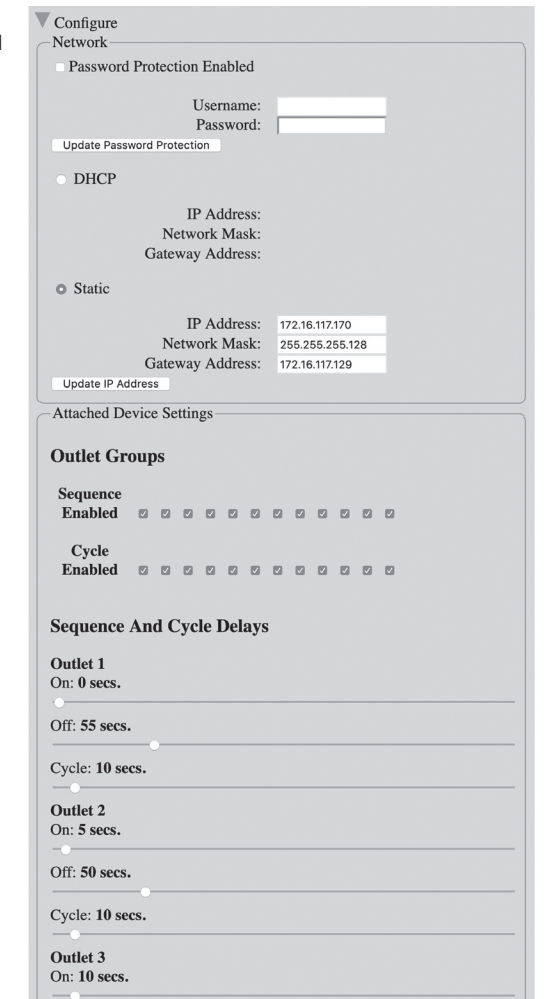 Configure
Network
Password Protection Enabled
Username:
Password:
Update Password Protection
DHCP
IP Address:
Network Mask:
Gateway Address:
Static
IP Address: 172.16.117.170
Network Mask: 255.255.255.128
Gateway Address: 172.16.117.129
Update IP Address
Attached Device Settings
Outlet Groups
Sequence
Enabled
Cycle
Enabled
Sequence And Cycle Delays
Outlet 1
On: 0 secs.
Off: 55 secs.
Cycle: 10 secs.
Outlet 2
On: 5 secs.
Off: 50 secs.
Cycle: 10 secs.
Outlet 3
On: 10 secs.